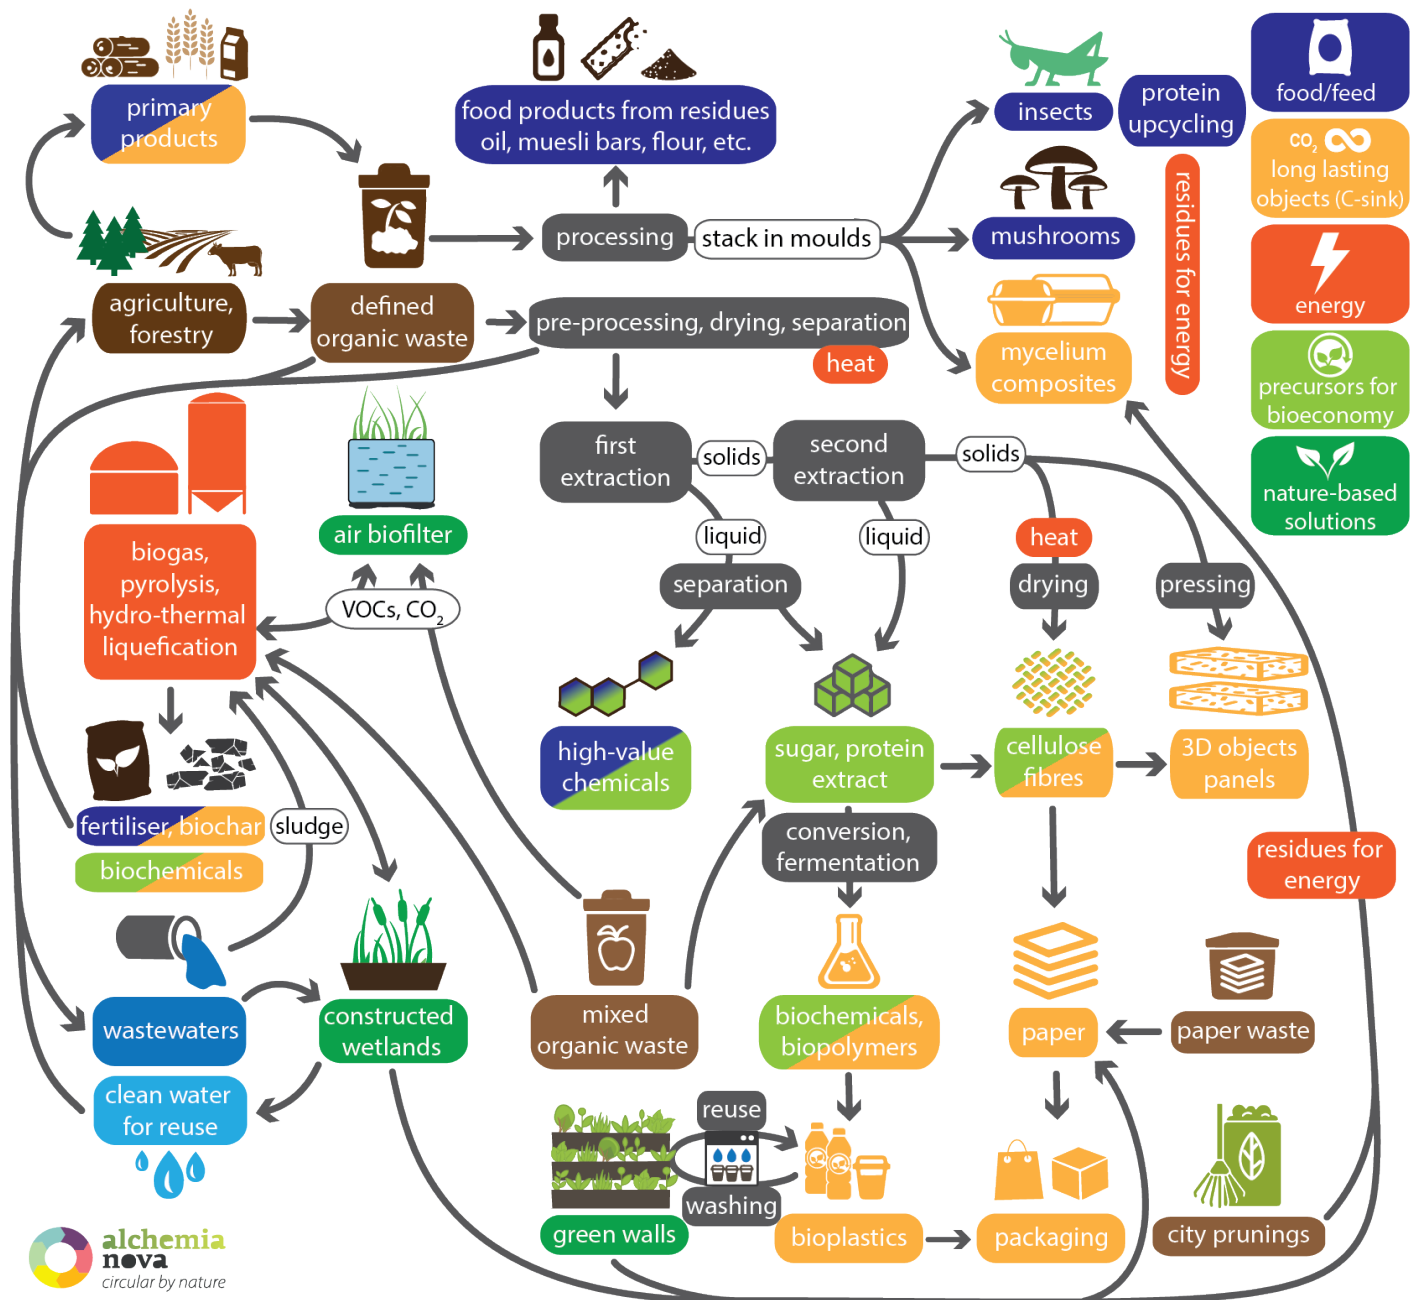 primary
products
food products from residues
oil, muesli bars, flour, etc.
insects
protein
upcycling
food/feed
CO2
long lasting
objects (C-sink)
processing
stack in moulds
mushrooms
residues for energy
agriculture,
forestry
defined
organic waste
pre-processing, drying, separation
heat
mycelium
composites
energy
precursors for
bioeconomy
first
extraction
solids
second
extraction
solids
nature-based
solutions
air biofilter
liquid
liquid
heat
biogas,
pyrolysis,
hydro-thermal
liquefication
VOCs, CO2
separation
drying
pressing
high-value
chemicals
sugar, protein
extract
cellulose
fibres
3D objects
panels
fertiliser, biochar
sludge
biochemicals
conversion,
fermentation
residues for
energy
wastewaters
constructed
wetlands
mixed
organic waste
biochemicals,
biopolymers
paper
paper waste
clean water
for reuse
reuse
washing
green walls
bioplastics
packaging
city prunings
alchemia
nova
circular by nature